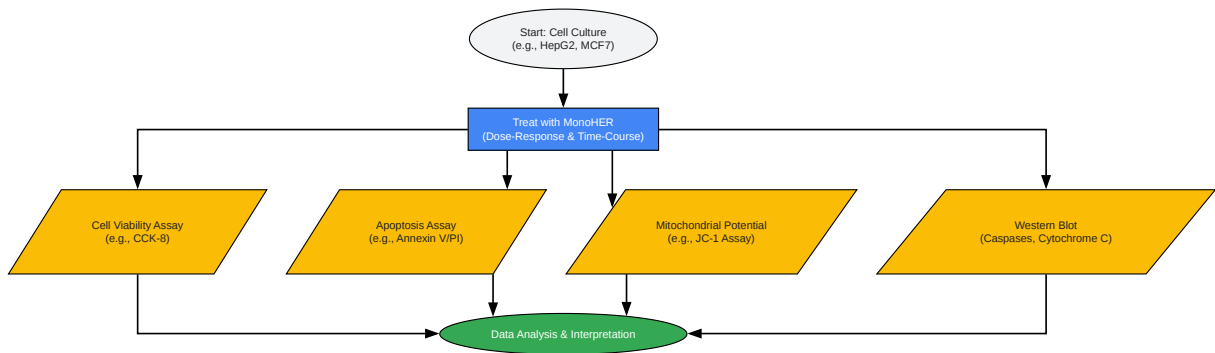 Start: Cell Culture
(e.g., HepG2, MCF7)
Treat with MonoHER
(Dose-Response & Time-Course)
Cell Viability Assay
(e.g., CCK-8)
Apoptosis Assay
(e.g., Annexin V/PI)
Mitochondrial Potential
(e.g., JC-1 Assay)
Western Blot
(Caspases, Cytochrome C)
Data Analysis & Interpretation